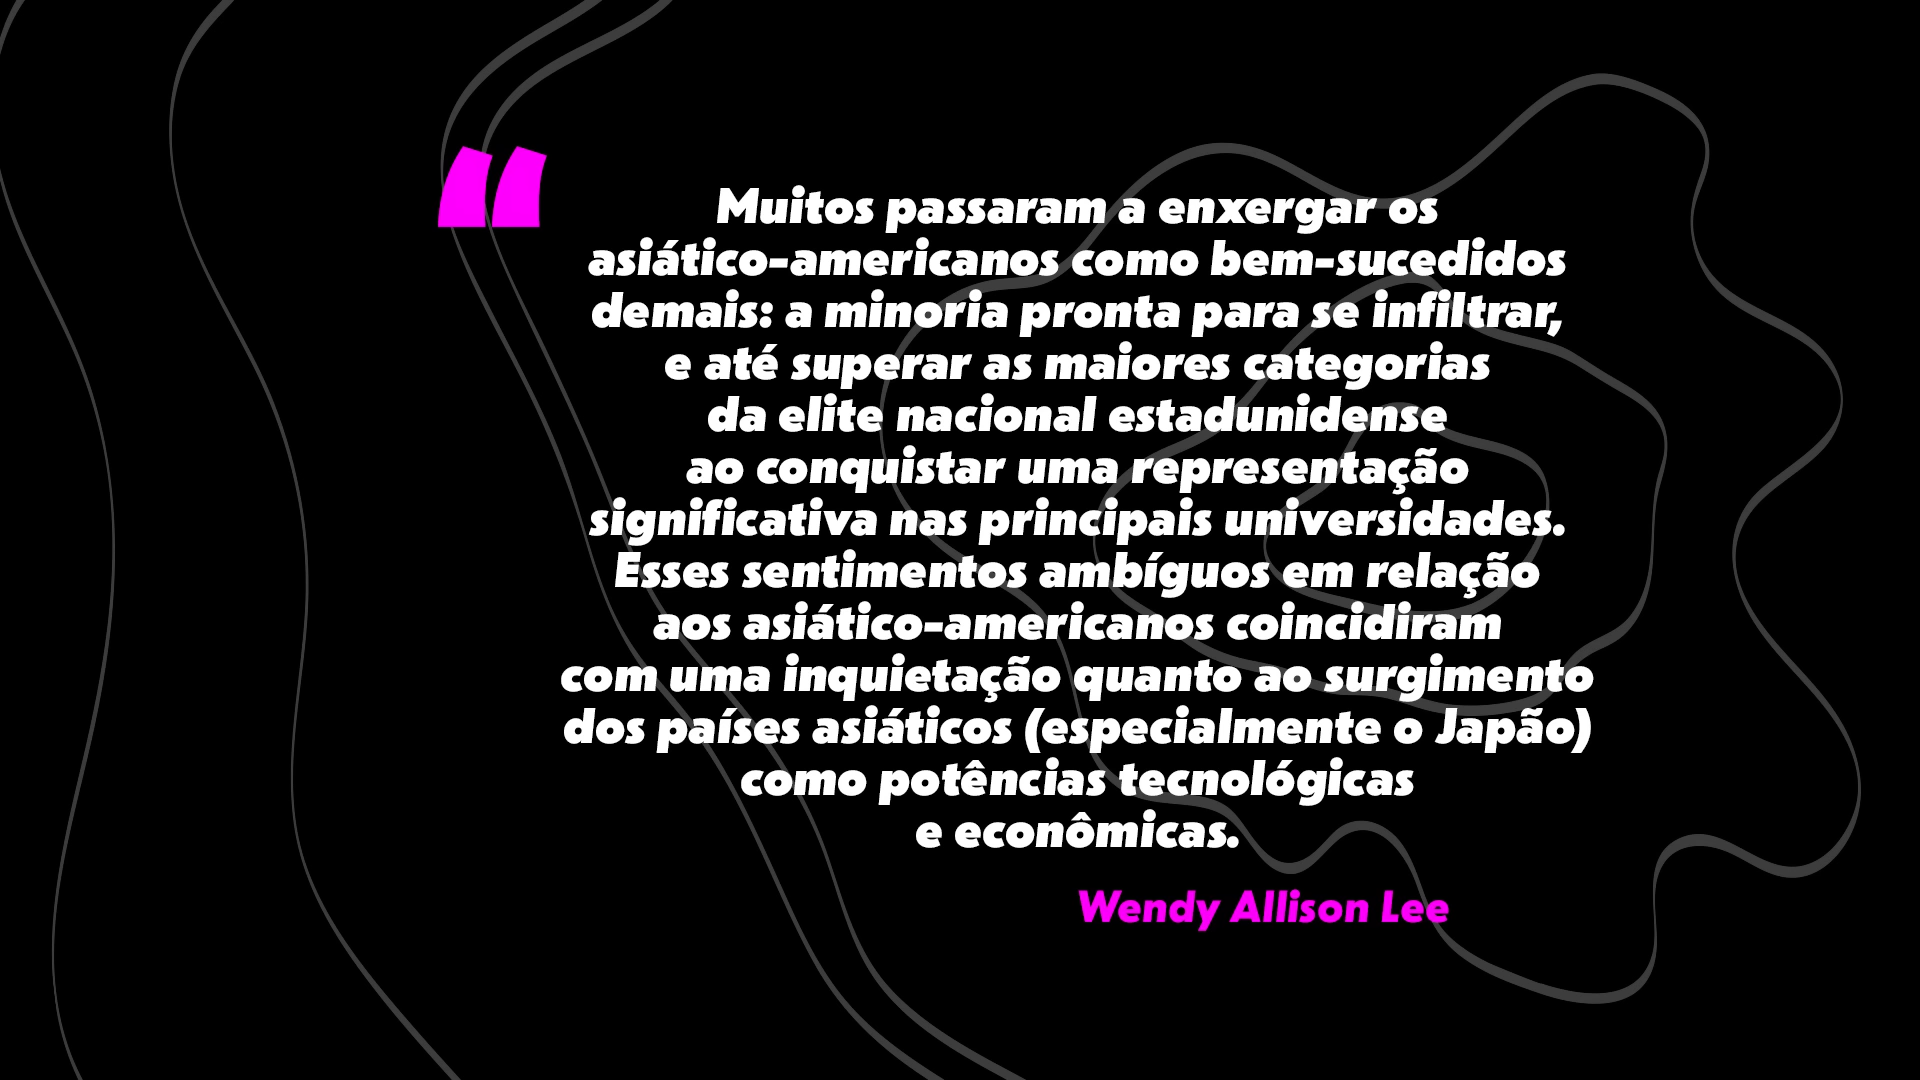 “
Muitos passaram a enxergar os
asiático-americanos como bem-sucedidos
demais: a minoria pronta para se infiltrar,
e até superar as maiores categorias
da elite nacional estadunidense
ao conquistar uma representação
significativa nas principais universidades.
Esses sentimentos ambíguos em relação
aos asiático-americanos coincidiram
com uma inquietação quanto ao surgimento
dos países asiáticos (especialmente o Japão)
como potências tecnológicas
e econômicas.
Wendy Allison Lee